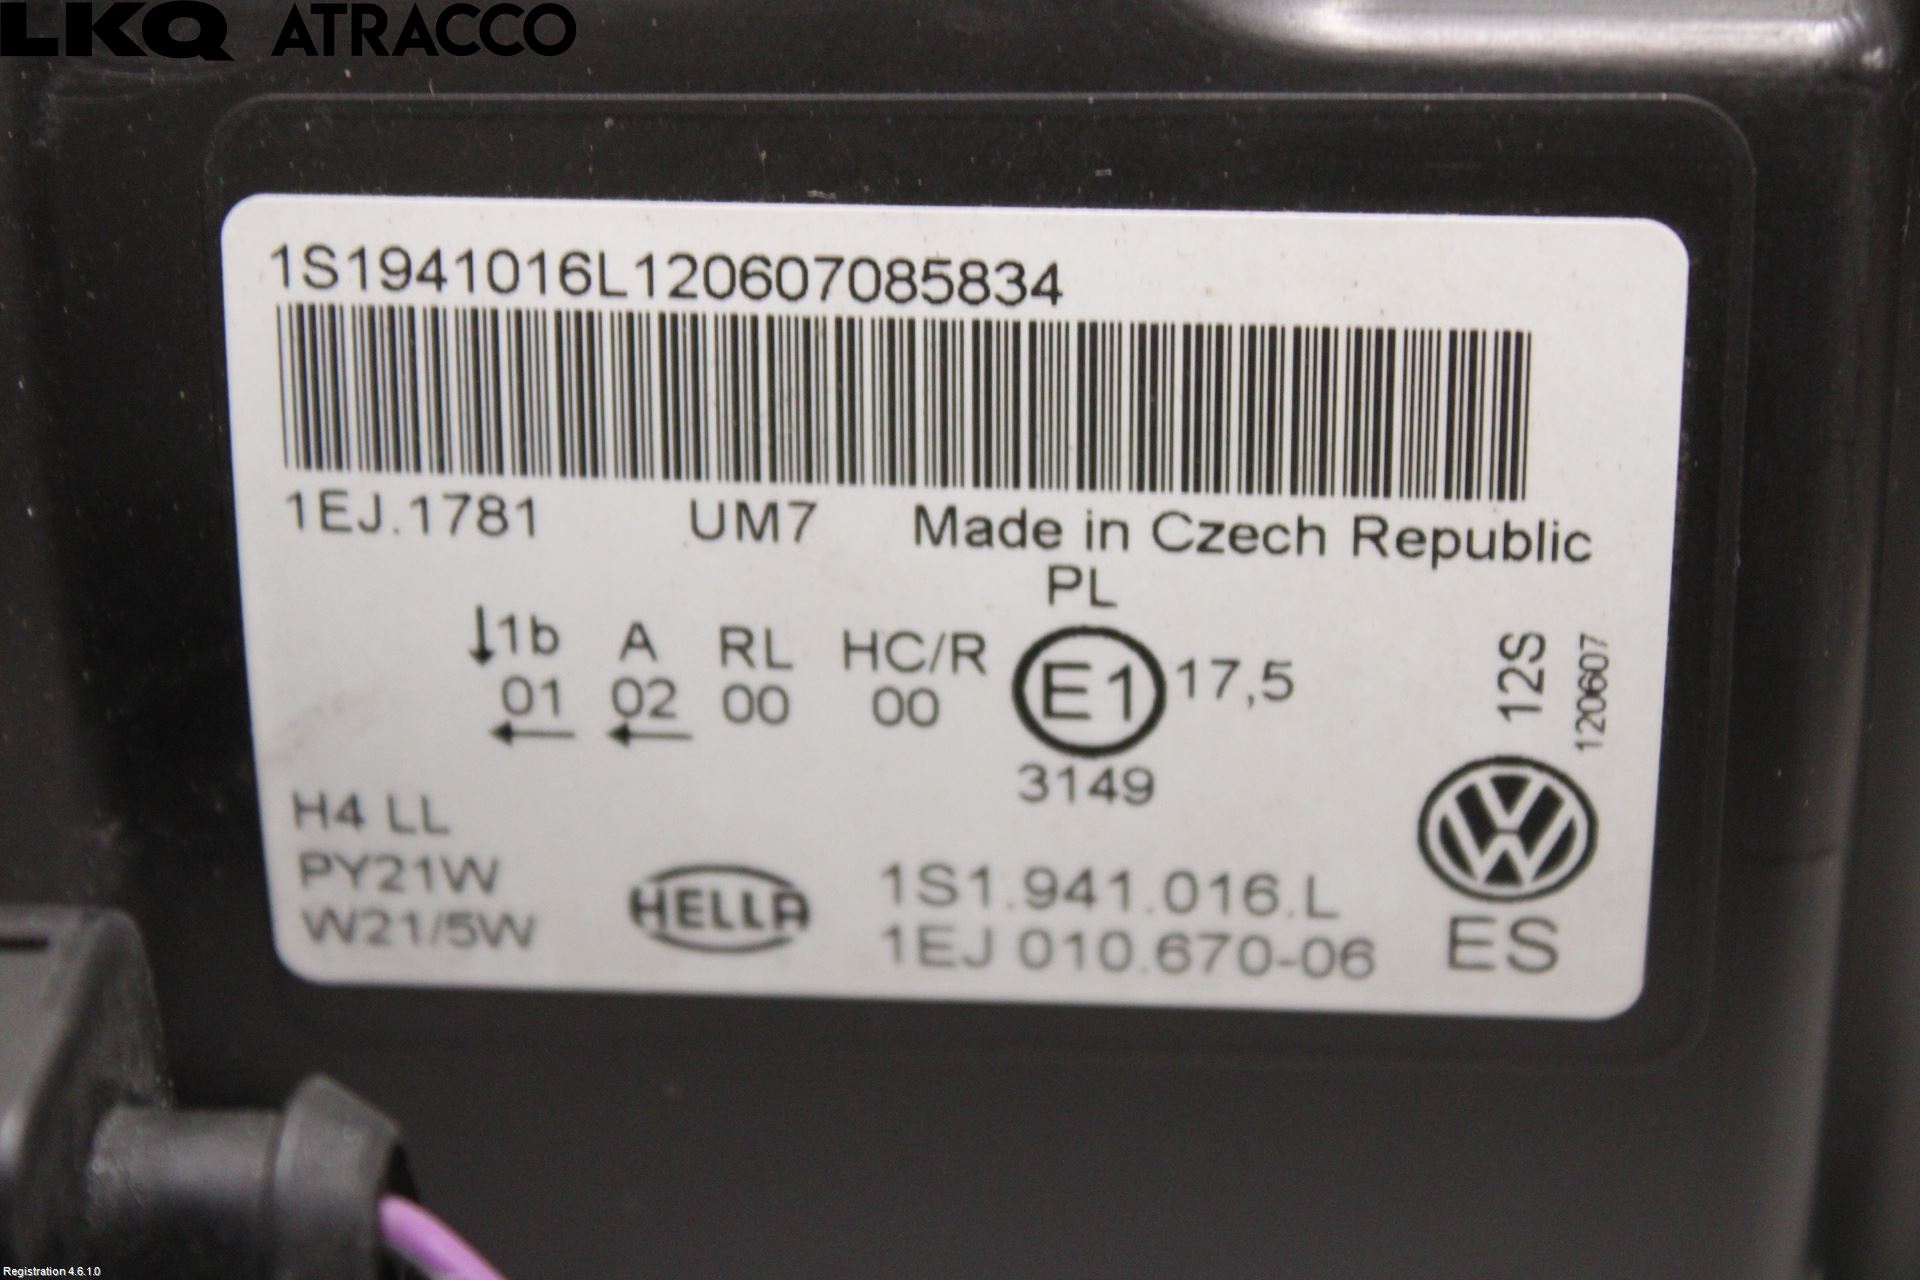 LKQ ATRACCO
1S1941016L120607085834
1EJ.1781 UM7 Made in Czech Republic
PL
↓1b A RL HC/R
01 02 00 00 E1 17,5
← ←
3149
12S
120607
H4 LL
PY21W
W21/5W
HELLA
1S1.941.016.L
1EJ 010.670-06
VW
ES
Registration 4.6.1.0